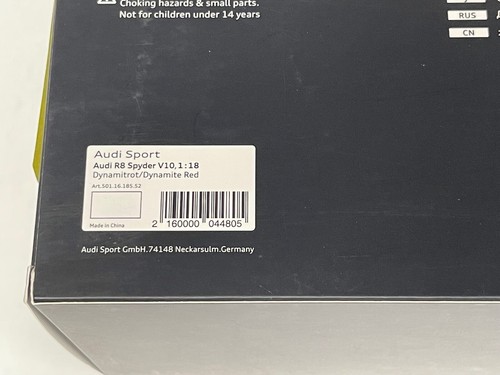 Choking hazards & small parts.
Not for children under 14 years
RUS
CN
Audi Sport
Audi R8 Spyder V10, 1:18
Dynamitrot/Dynamite Red
Art.501.16.185.52
Made in China
2 160000 044805
Audi Sport GmbH.74148 Neckarsulm.Germany